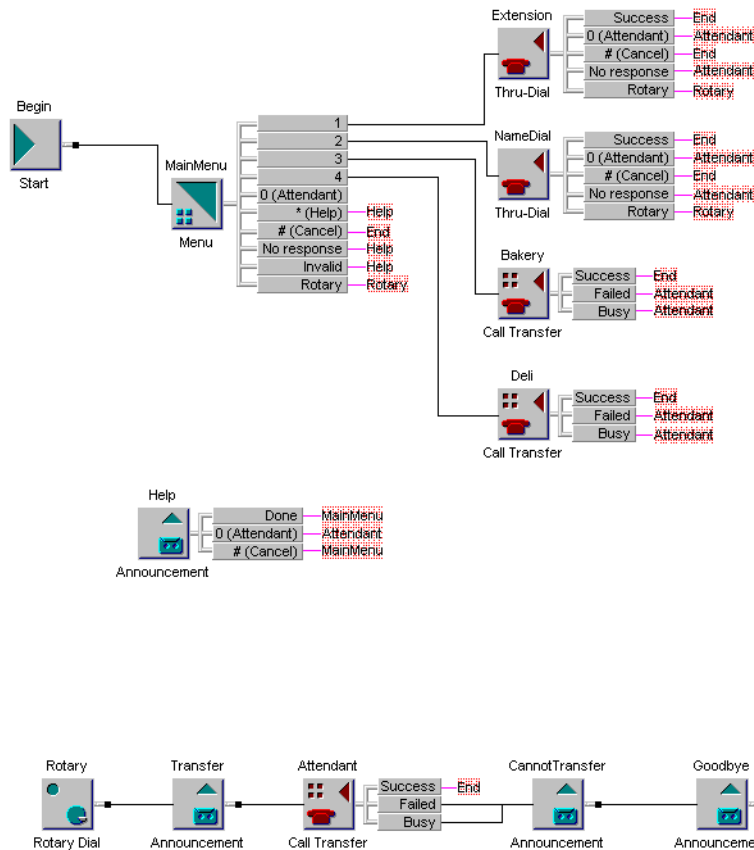 Begin
Start
MainMenu
Menu
1
2
3
4
0 (Attendant)
* (Help) Help
# (Cancel) End
No response Help
Invalid Help
Rotary Rotary
Extension
Thru-Dial
Success End
0 (Attendant) Attendant
# (Cancel) End
No response Attendant
Rotary Rotary
NameDial
Thru-Dial
Success End
0 (Attendant) Attendant
# (Cancel) End
No response Attendant
Rotary Rotary
Bakery
Call Transfer
Success End
Failed Attendant
Busy Attendant
Deli
Call Transfer
Success End
Failed Attendant
Busy Attendant
Help
Announcement
Done MainMenu
0 (Attendant) Attendant
# (Cancel) MainMenu
Rotary
Rotary Dial
Transfer
Announcement
Attendant
Call Transfer
Success End
Failed
Busy
CannotTransfer
Announcement
Goodbye
Announceme